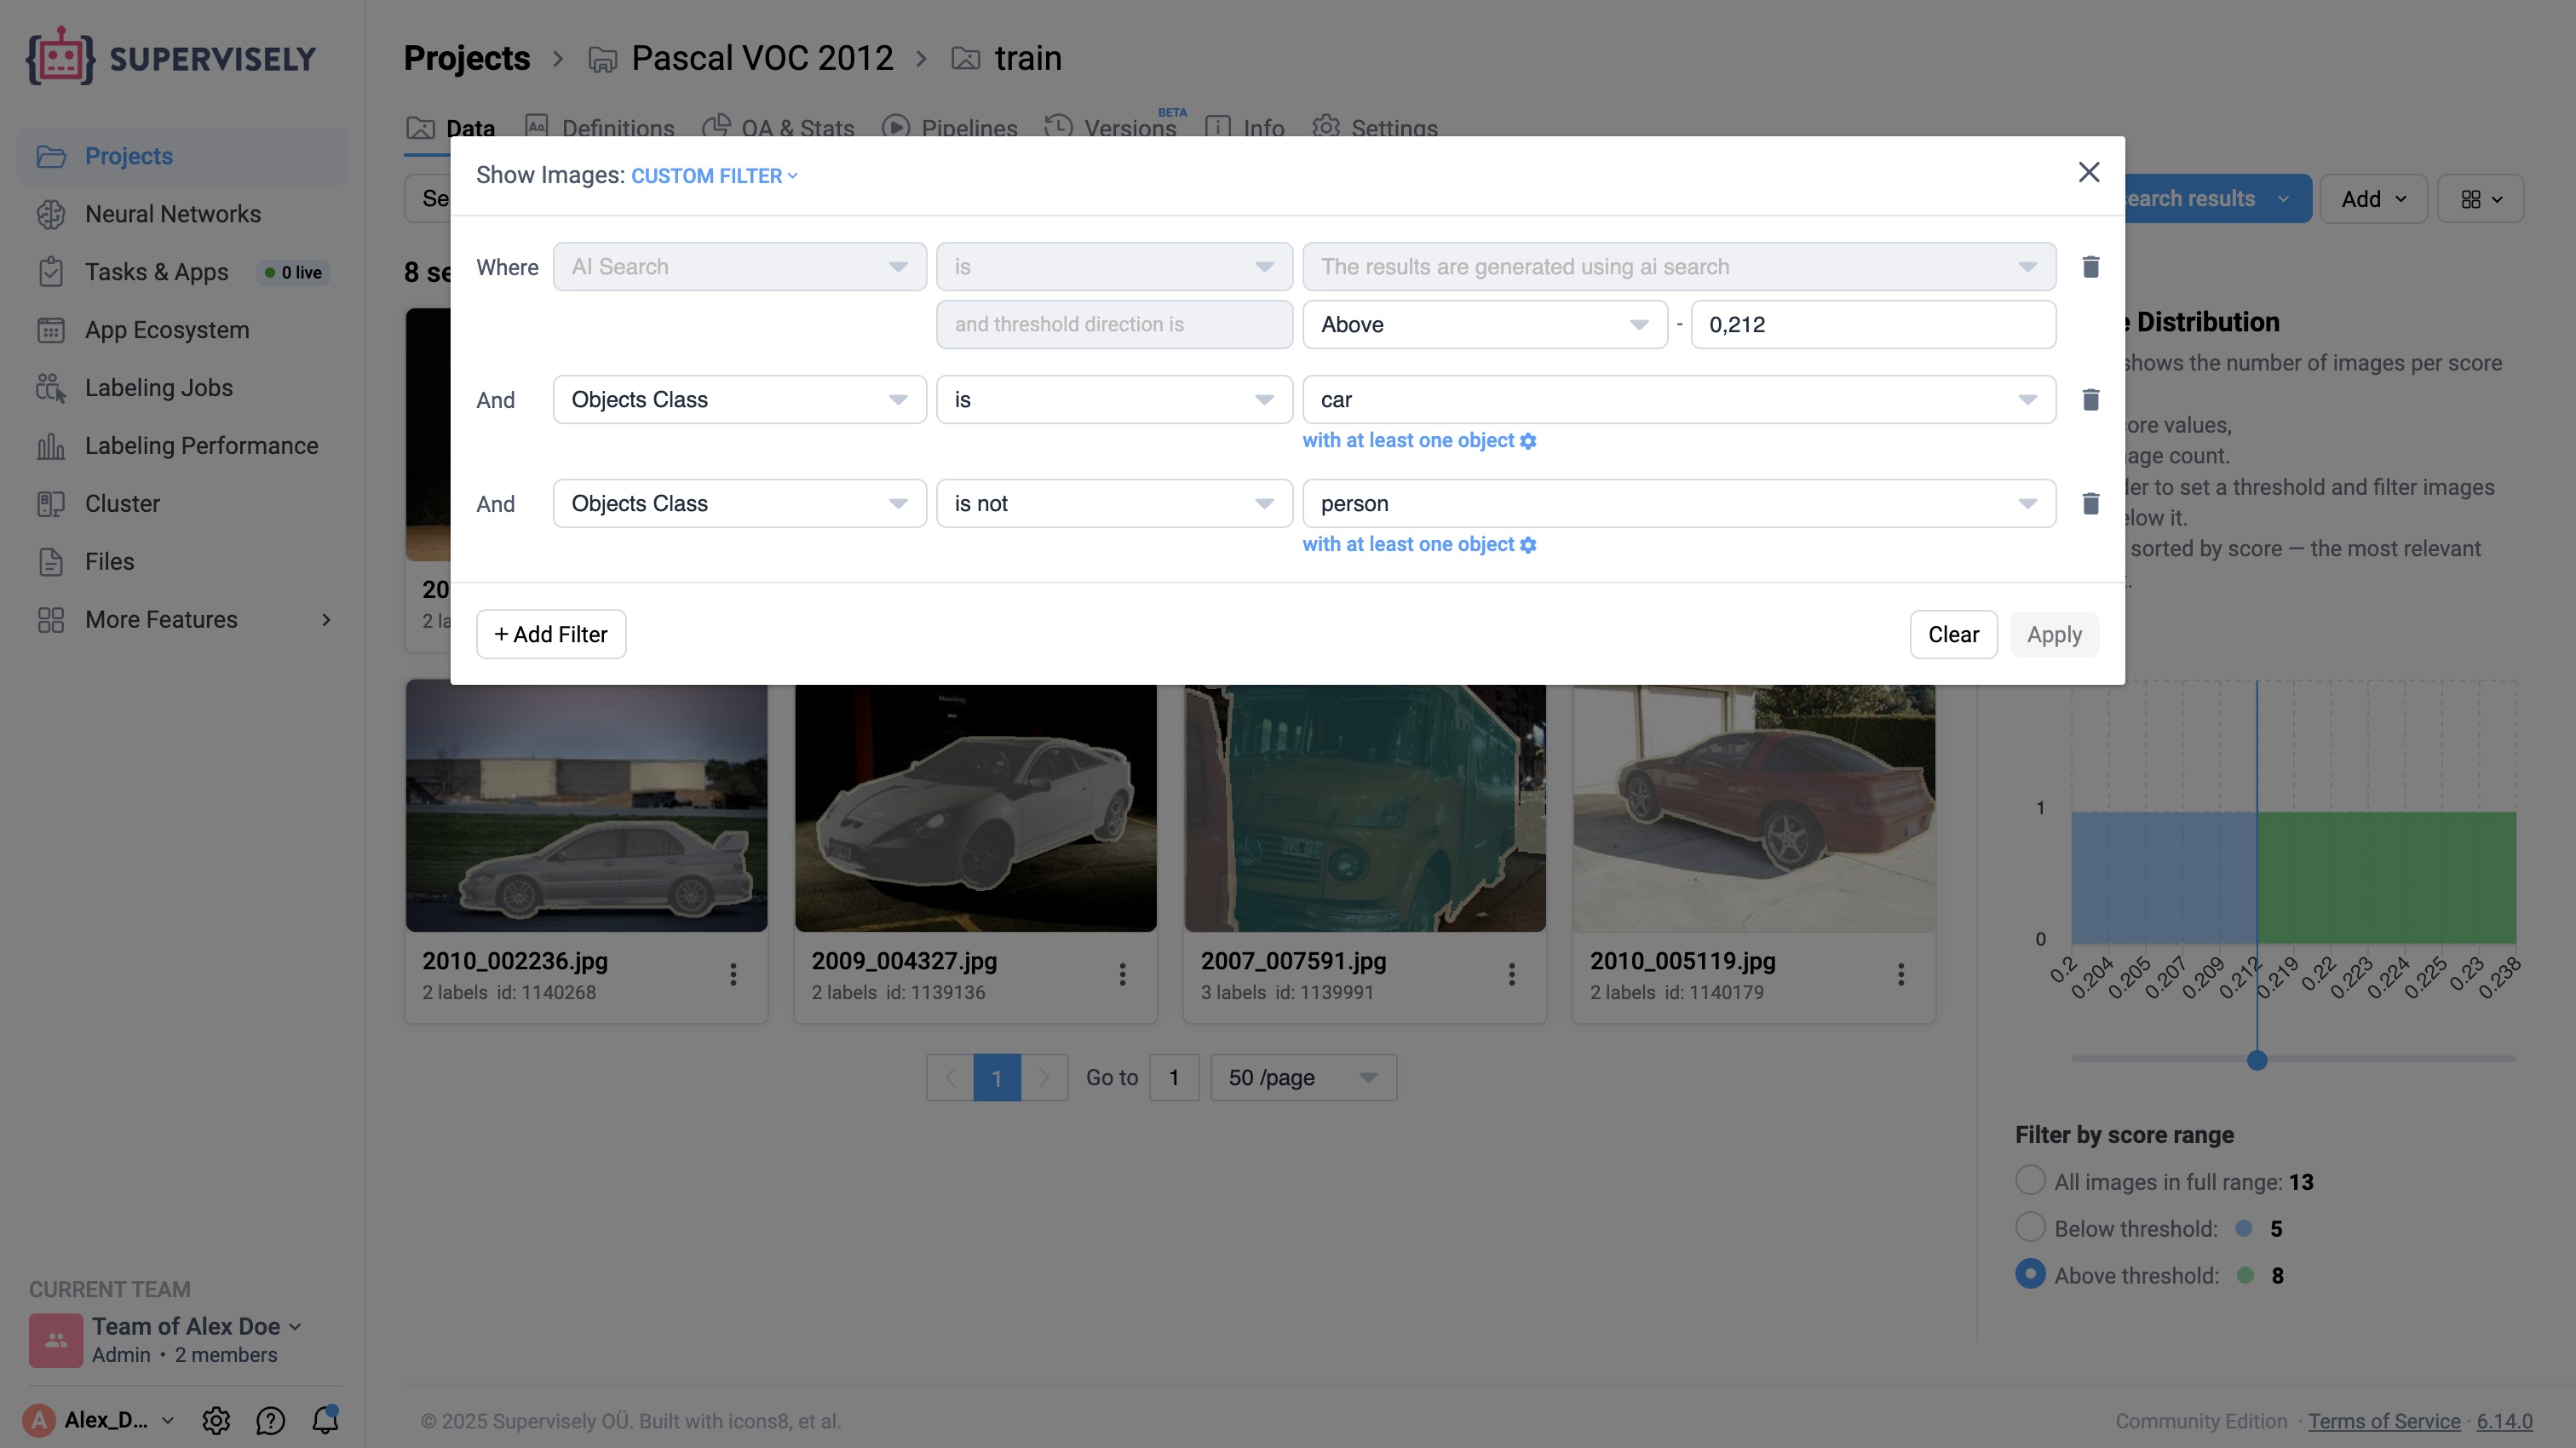 SUPERVISELY
Projects
Neural Networks
Tasks & Apps 0 live
App Ecosystem
Labeling Jobs
Labeling Performance
Cluster
Files
More Features
CURRENT TEAM
Team of Alex Doe
Admin • 2 members
A Alex_D...
Projects > Pascal VOC 2012 > train
Data Definitions QA & Stats Pipelines Versions BETA Info Settings
Se
earch results Add
8 se
Show Images: CUSTOM FILTER
Where AI Search is The results are generated using ai search
and threshold direction is Above - 0,212
And Objects Class is car
with at least one object
And Objects Class is not person
with at least one object
+ Add Filter Clear Apply
20
2 la
e Distribution
shows the number of images per score
ore values,
age count.
der to set a threshold and filter images
elow it.
sorted by score — the most relevant
2010_002236.jpg
2 labels id: 1140268
2009_004327.jpg
2 labels id: 1139136
2007_007591.jpg
3 labels id: 1139991
2010_005119.jpg
2 labels id: 1140179
1 Go to 1 50 /page
1
0
0.2 0.204 0.205 0.207 0.209 0.212 0.219 0.22 0.223 0.224 0.225 0.23 0.238
Filter by score range
All images in full range: 13
Below threshold: 5
Above threshold: 8
© 2025 Supervisely OÜ. Built with icons8, et al.
Community Edition · Terms of Service · 6.14.0